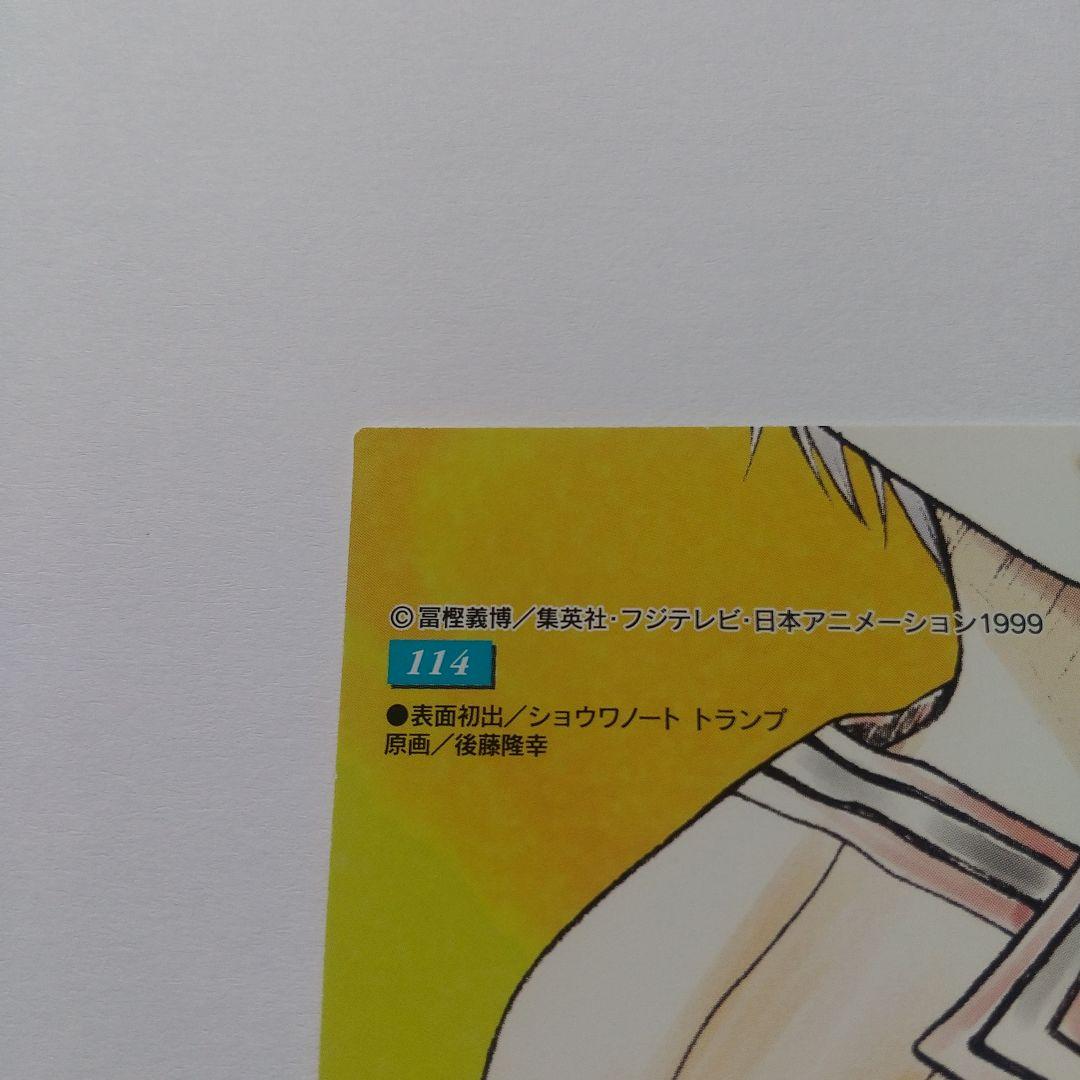 ©冨樫義博／集英社・フジテレビ・日本アニメーション1999
114
●表面初出／ショウワノート トランプ
原画／後藤隆幸